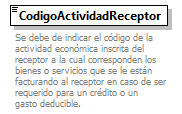 CodigoActividadReceptor
Se debe de indicar el código de la
actividad económica inscrita del
receptor a la cual corresponden los
bienes o servicios que se le están
facturando al receptor en caso de ser
requerido para un crédito o un
gasto deducible.